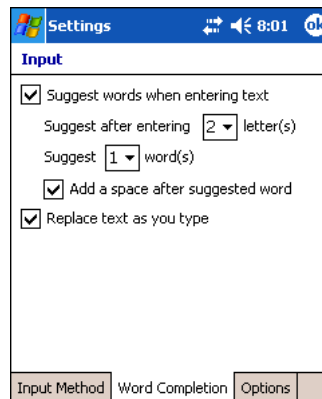 Settings 8:01 ok
Input
Suggest words when entering text
Suggest after entering 2 letter(s)
Suggest 1 word(s)
Add a space after suggested word
Replace text as you type
Input Method Word Completion Options